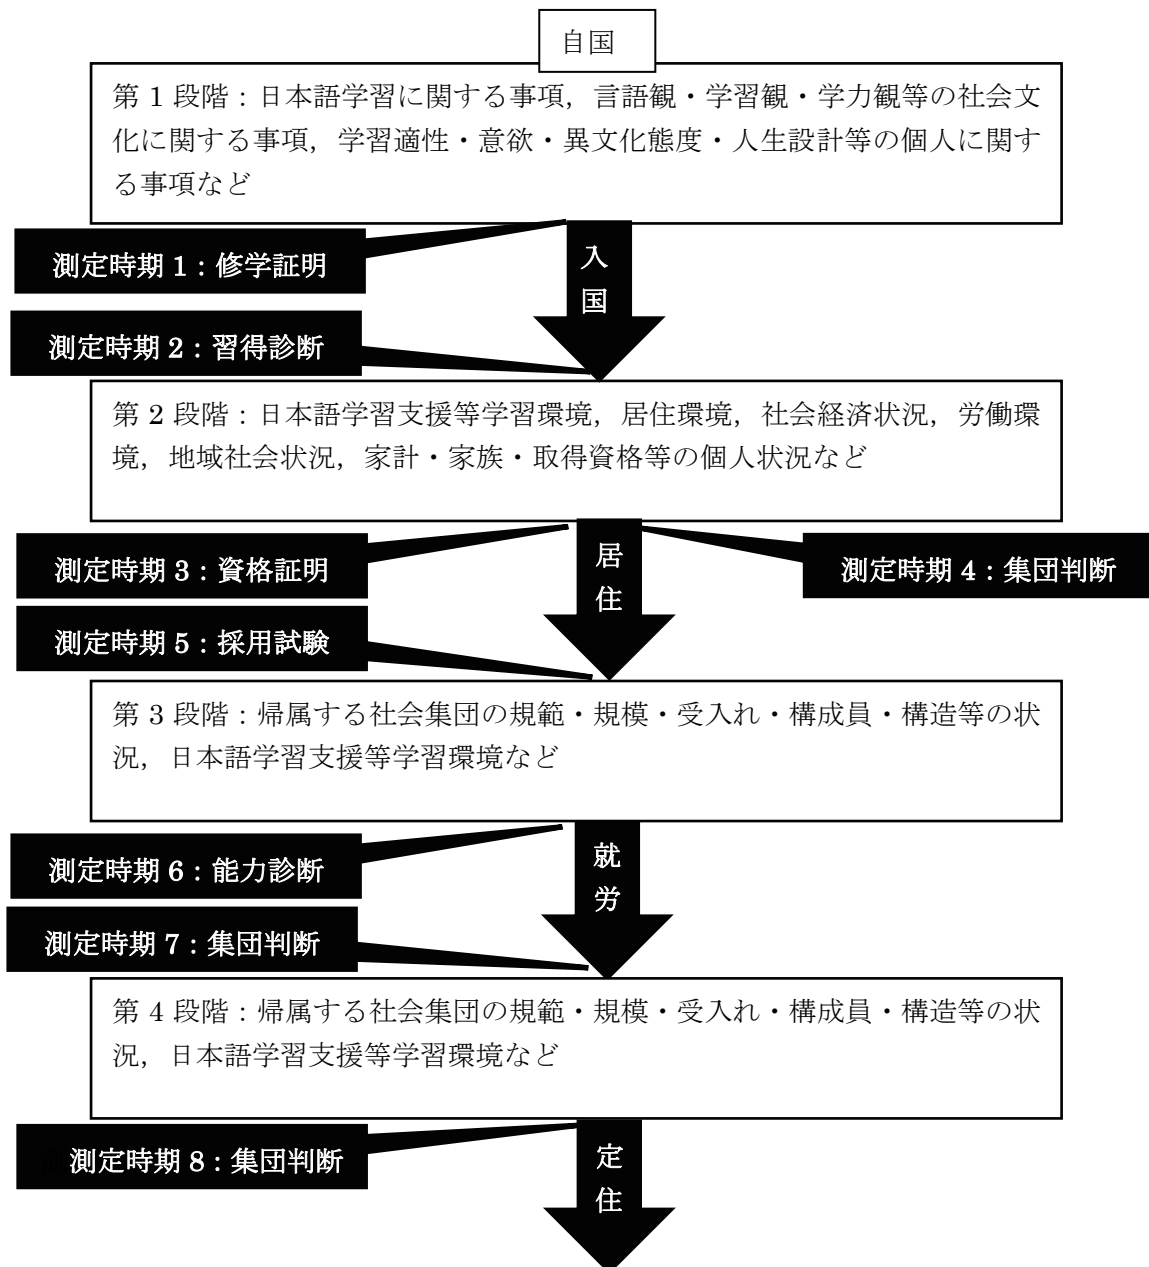 自国
第 1 段階：日本語学習に関する事項，言語観・学習観・学力観等の社会文
化に関する事項，学習適性・意欲・異文化態度・人生設計等の個人に関す
る事項など
測定時期 1：修学証明
入
国
測定時期 2：習得診断
第 2 段階：日本語学習支援等学習環境，居住環境，社会経済状況，労働環
境，地域社会状況，家計・家族・取得資格等の個人状況など
測定時期 3：資格証明
居
住
測定時期 4：集団判断
測定時期 5：採用試験
第 3 段階：帰属する社会集団の規範・規模・受入れ・構成員・構造等の状
況，日本語学習支援等学習環境など
測定時期 6：能力診断
就
労
測定時期 7：集団判断
第 4 段階：帰属する社会集団の規範・規模・受入れ・構成員・構造等の状
況，日本語学習支援等学習環境など
測定時期 8：集団判断
定
住